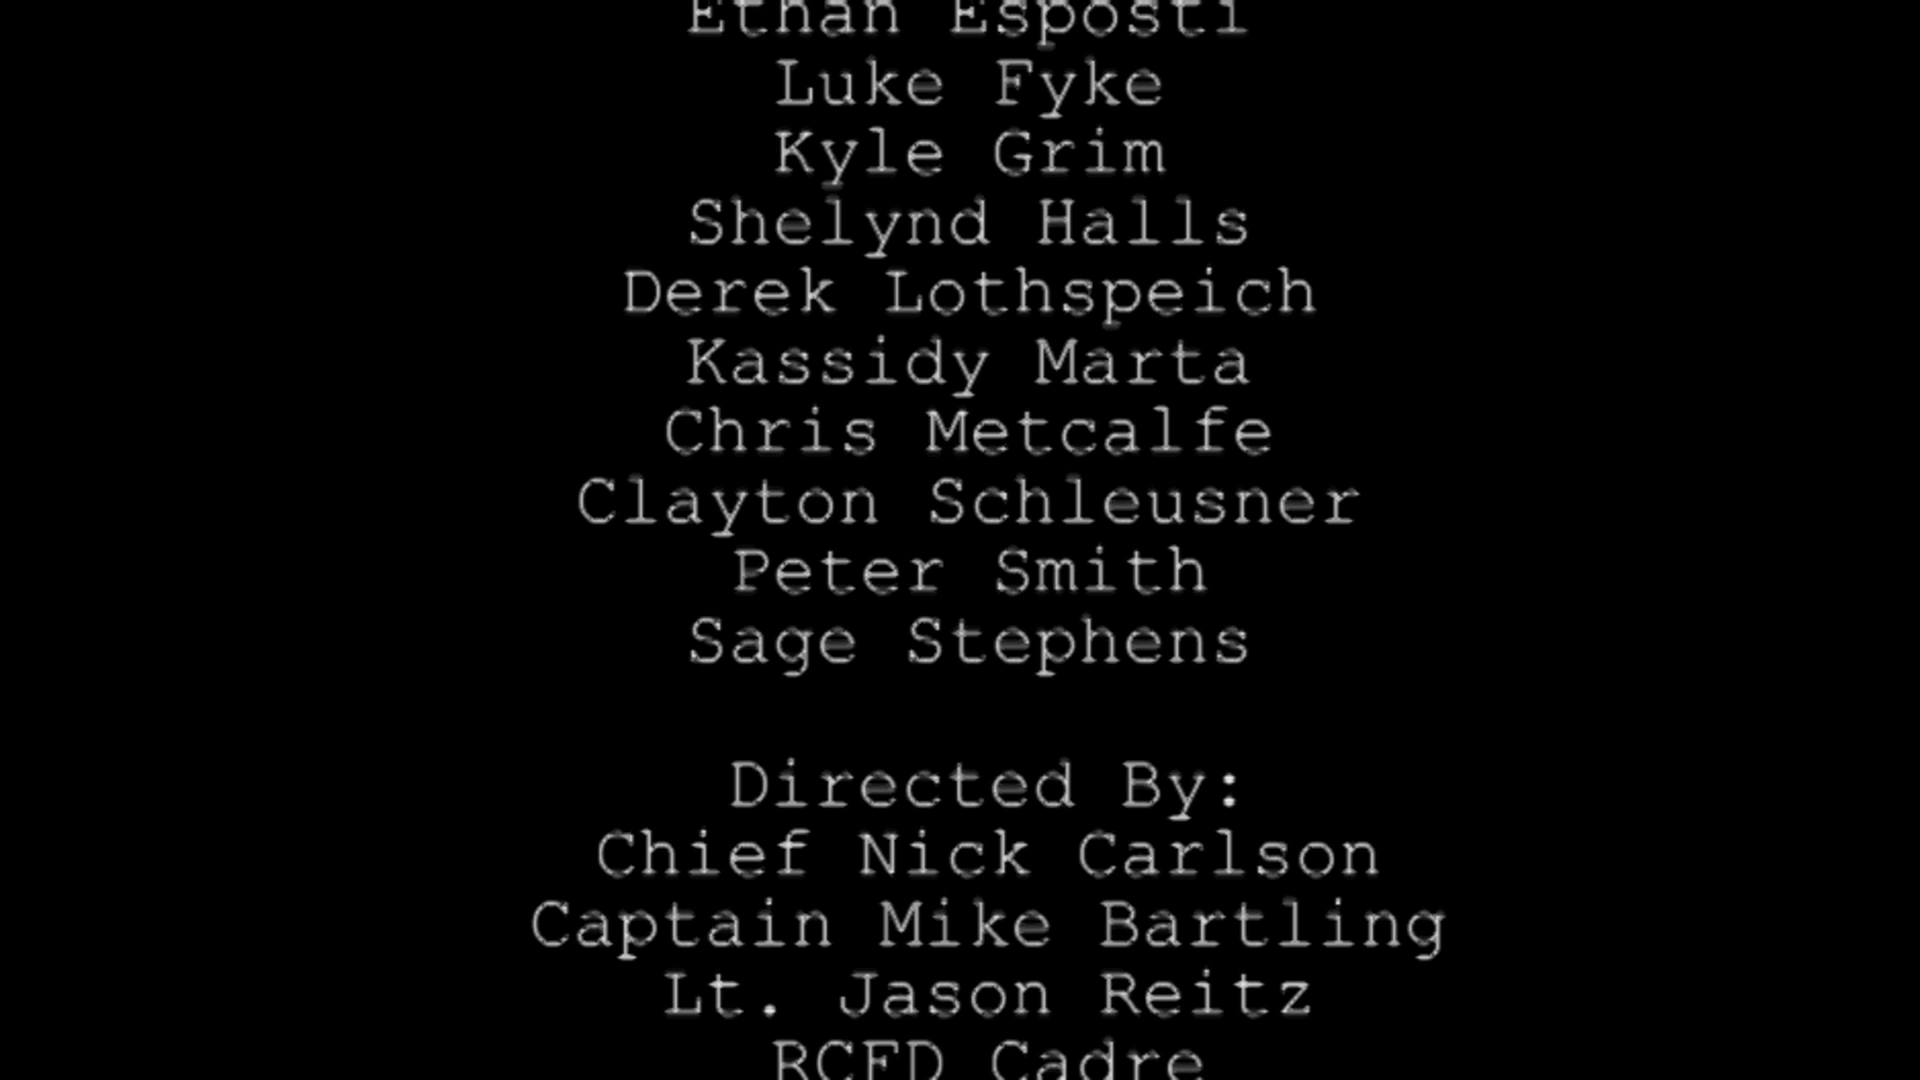 Ethan Esposti
Luke Fyke
Kyle Grim
Shelynd Halls
Derek Lothspeich
Kassidy Marta
Chris Metcalfe
Clayton Schleusner
Peter Smith
Sage Stephens
Directed By:
Chief Nick Carlson
Captain Mike Bartling
Lt. Jason Reitz
RCFD Cadre